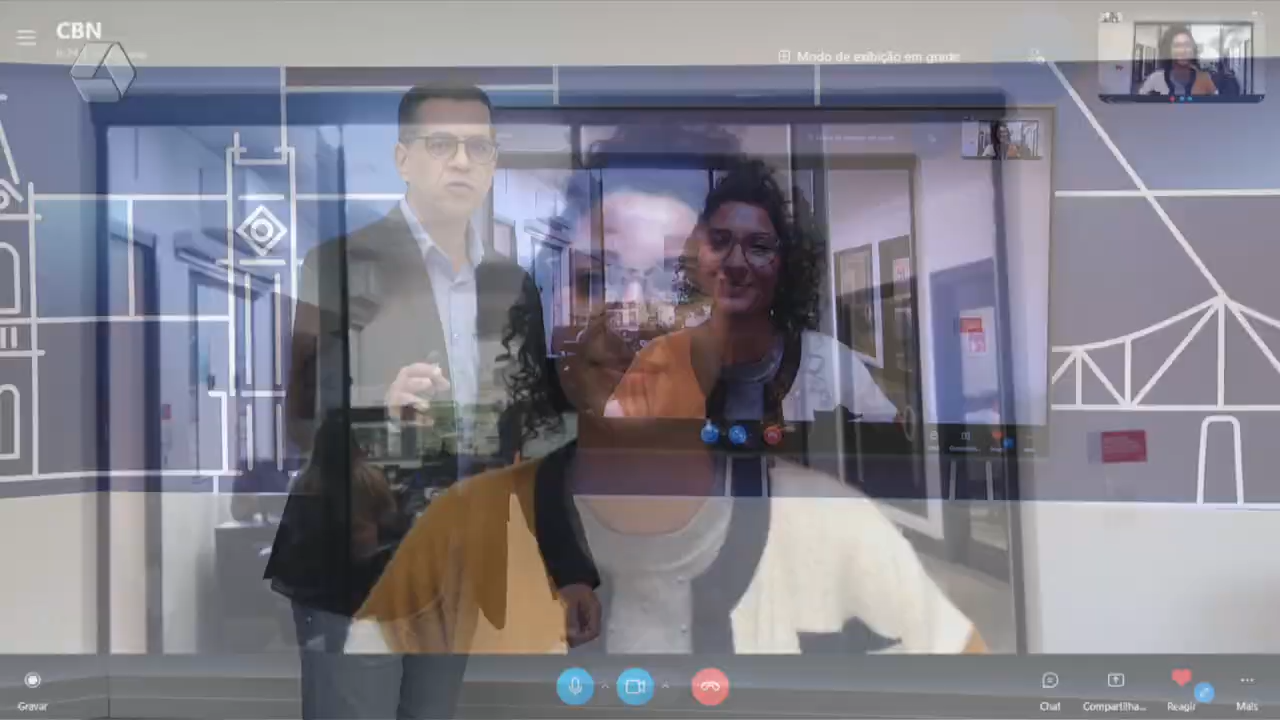 CBN
Modo de exibição em grade
Gravar
Chat
Compartilha...
Reagir
Mais